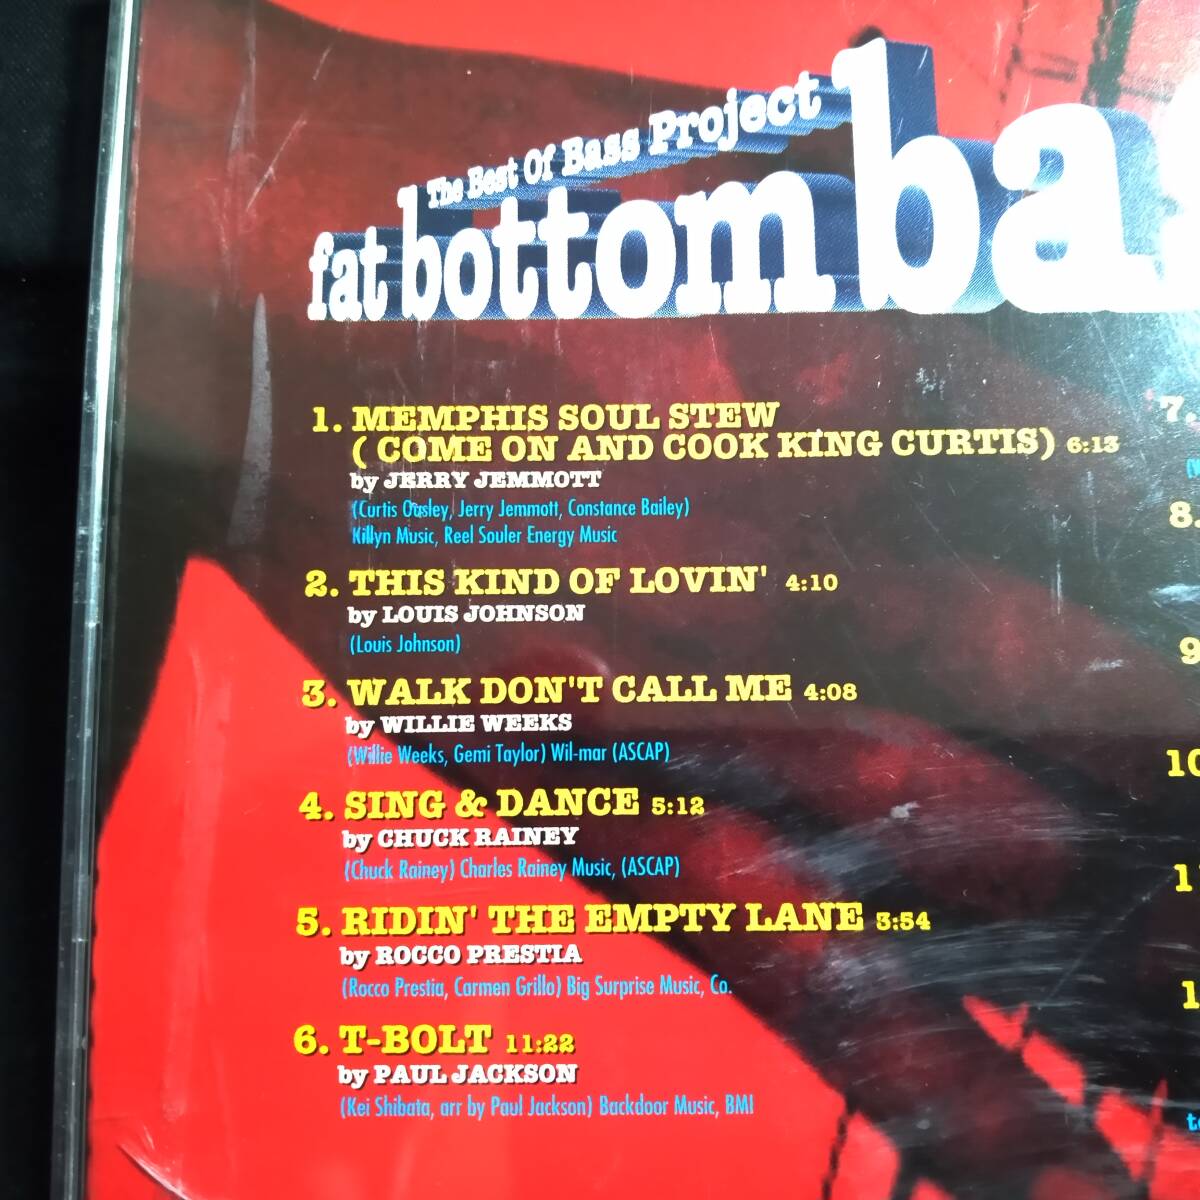 The Best Of Bass Project
fat bottom
1. MEMPHIS SOUL STEW
( COME ON AND COOK KING CURTIS) 6:13
by JERRY JEMMOTT
(Curtis Ousley, Jerry Jemmott, Constance Bailey)
Killyn Music, Reel Souler Energy Music
2. THIS KIND OF LOVIN' 4:10
by LOUIS JOHNSON
(Louis Johnson)
3. WALK DON'T CALL ME 4:08
by WILLIE WEEKS
(Willie Weeks, Gemi Taylor) Wil-mar (ASCAP)
4. SING & DANCE 5:12
by CHUCK RAINEY
(Chuck Rainey) Charles Rainey Music, (ASCAP)
5. RIDIN' THE EMPTY LANE 3:54
by ROCCO PRESTIA
(Rocco Prestia, Carmen Grillo) Big Surprise Music, Co.
6. T-BOLT 11:22
by PAUL JACKSON
(Kei Shibata, arr by Paul Jackson) Backdoor Music, BMI
7.
8.
9
10